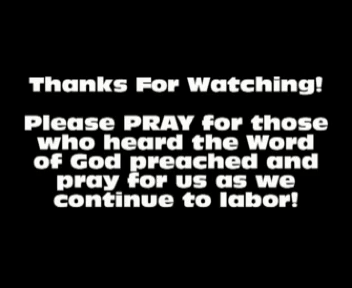 Thanks For Watching!
Please PRAY for those
who heard the Word
of God preached and
pray for us as we
continue to labor!